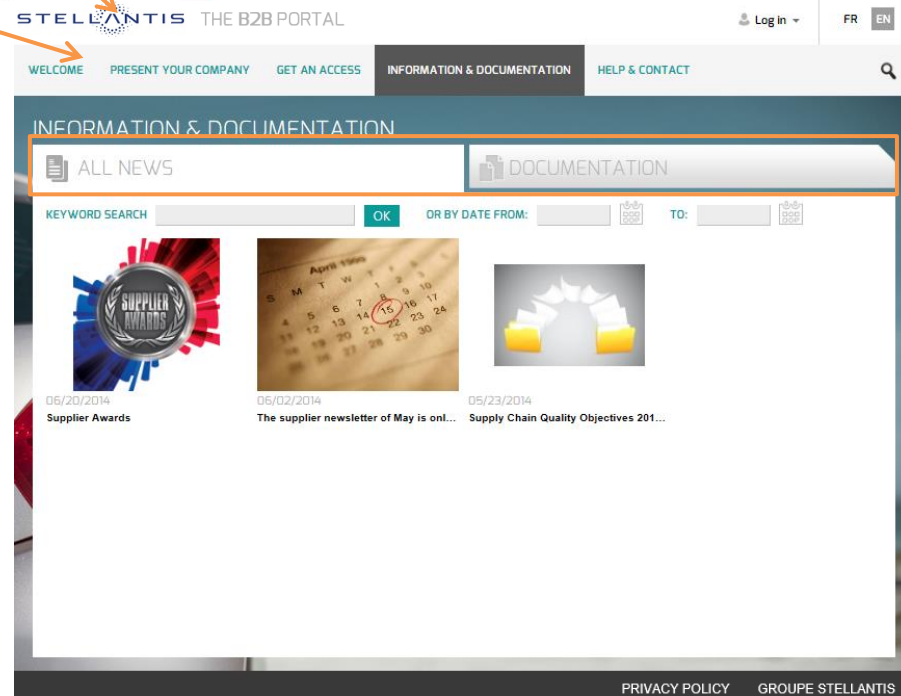 STELLANTIS THE B2B PORTAL
Log in
FR EN
WELCOME PRESENT YOUR COMPANY GET AN ACCESS INFORMATION & DOCUMENTATION HELP & CONTACT
INFORMATION & DOCUMENTATION
ALL NEWS DOCUMENTATION
KEYWORD SEARCH OK OR BY DATE FROM: TO:
SUPPLIER
AWARDS
April 1999
S M T W T
1 2 3
4 5 6 7 8 9 10
11 12 13 14 15 16 17
18 19 20 21 22 23 24
27 28 29 30
06/20/2014 06/02/2014 05/23/2014
Supplier Awards The supplier newsletter of May is onl... Supply Chain Quality Objectives 201...
PRIVACY POLICY GROUPE STELLANTIS